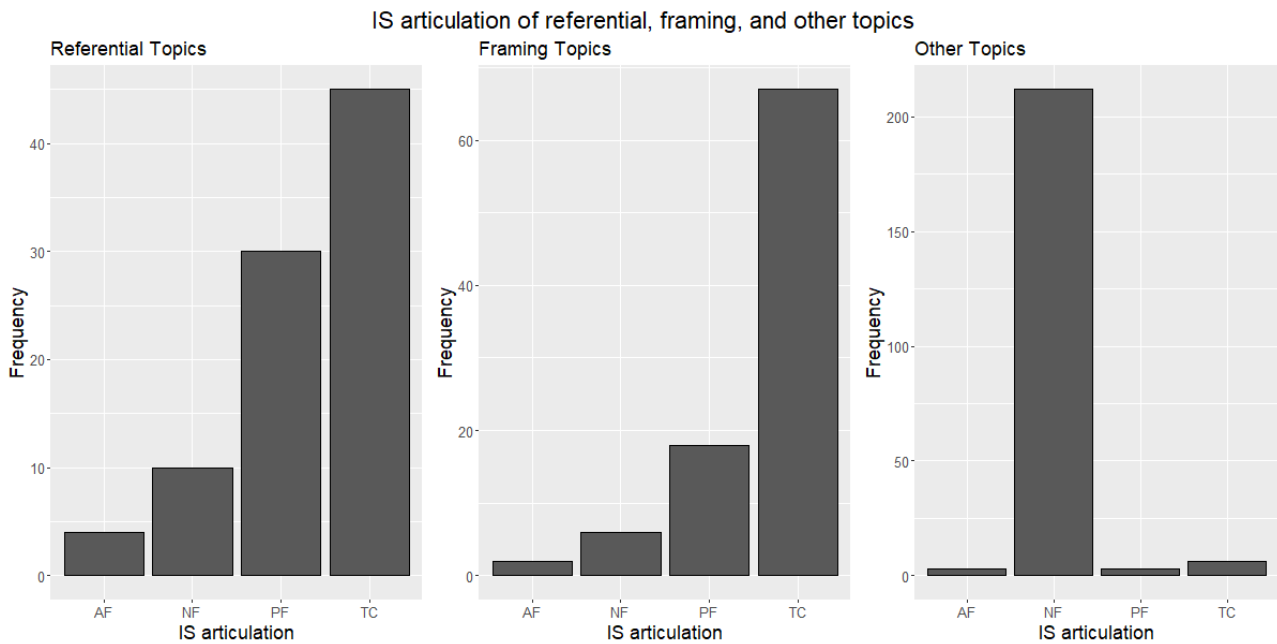 IS articulation of referential, framing, and other topics
Referential Topics
Frequency
40
30
20
10
0
AF NF PF TC
IS articulation
Framing Topics
Frequency
60
40
20
0
AF NF PF TC
IS articulation
Other Topics
Frequency
200
150
100
50
0
AF NF PF TC
IS articulation